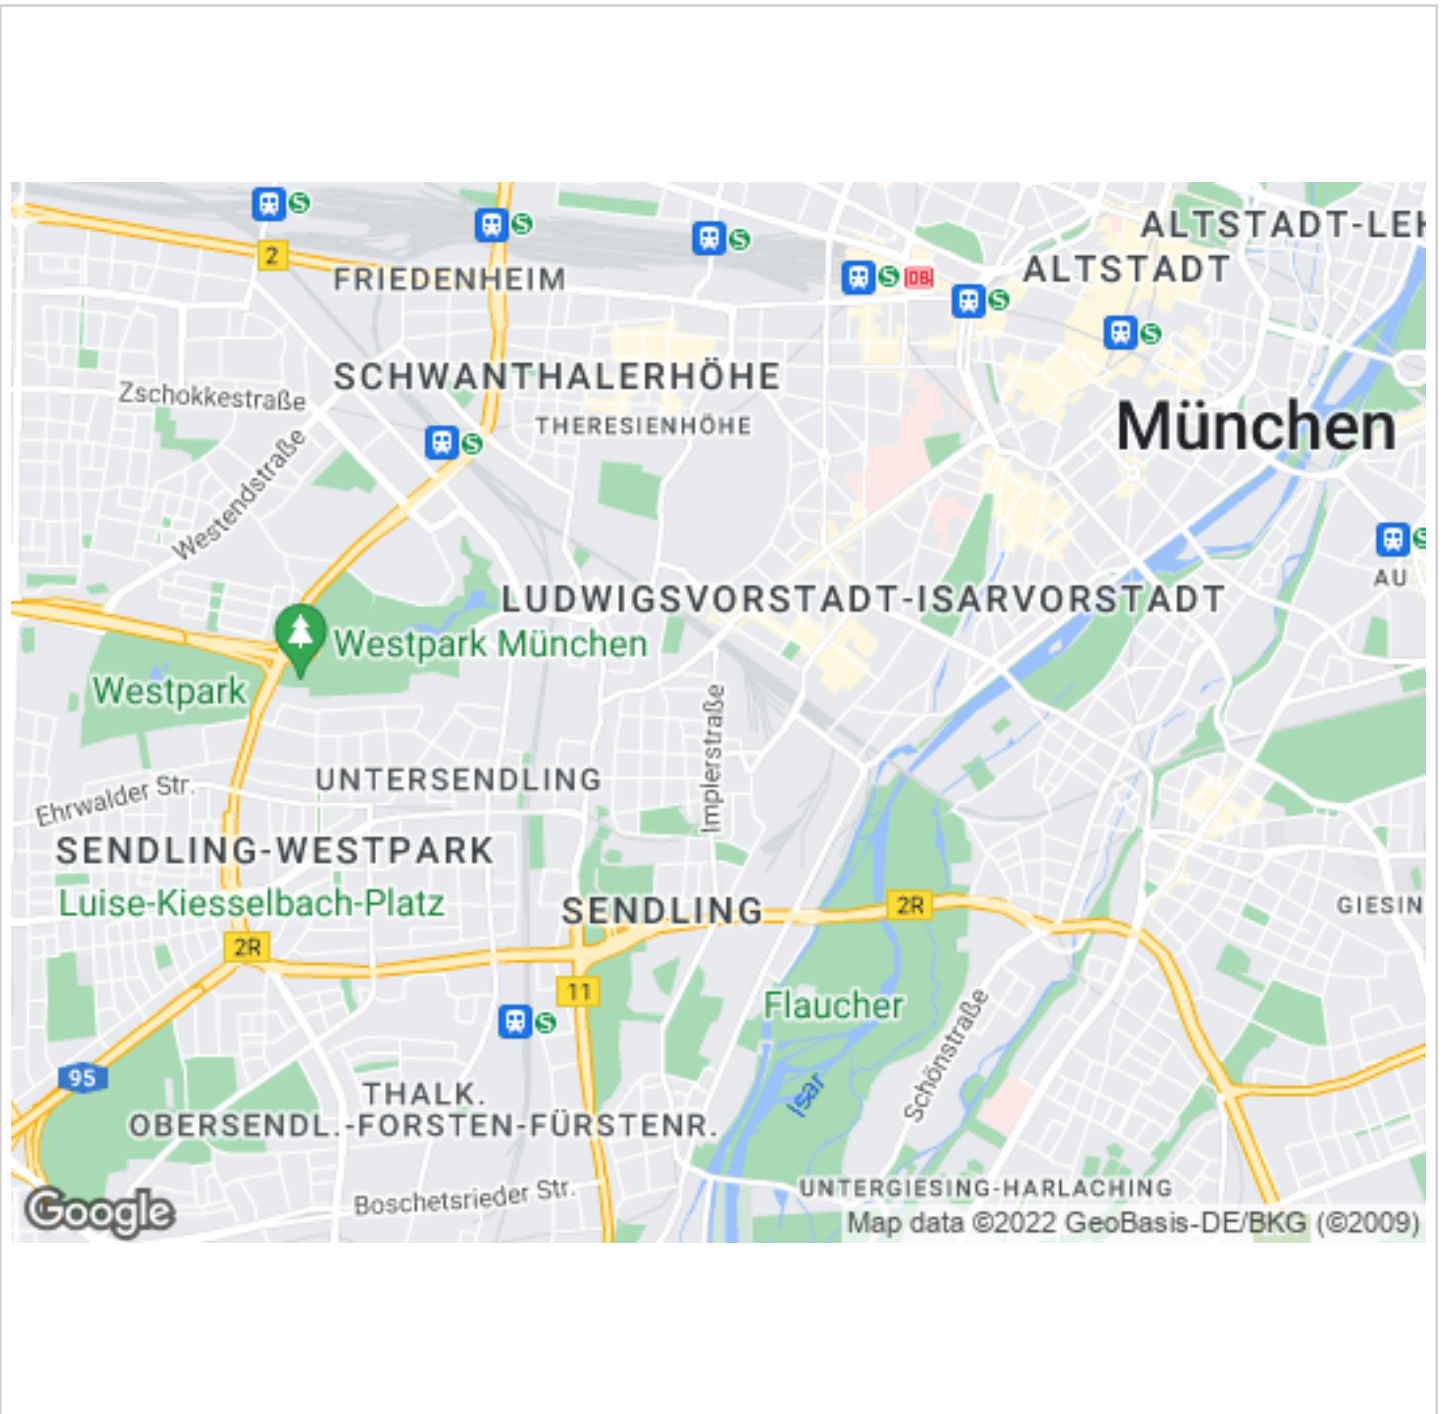 S
S
S
ALTSTADT-LEH
2
FRIEDENHEIM
S
DB
ALTSTADT
S
S
SCHWANTHALERHÖHE
Zschokkestraße
THERESIENHÖHE
München
S
Westendstraße
S
AU
LUDWIGSVORSTADT-ISARVORSTADT
Westpark München
Westpark
Implerstraße
UNTERSENDLING
Ehrwalder Str.
SENDLING-WESTPARK
Luise-Kiesselbach-Platz
SENDLING
2R
GIESIN
2R
11
Flaucher
S
Schönstraße
95
Isar
THALK.
OBERSENDL.-FORSTEN-FÜRSTENR.
Boschetsrieder Str.
UNTERGIESING-HARLACHING
Google
Map data ©2022 GeoBasis-DE/BKG (©2009)